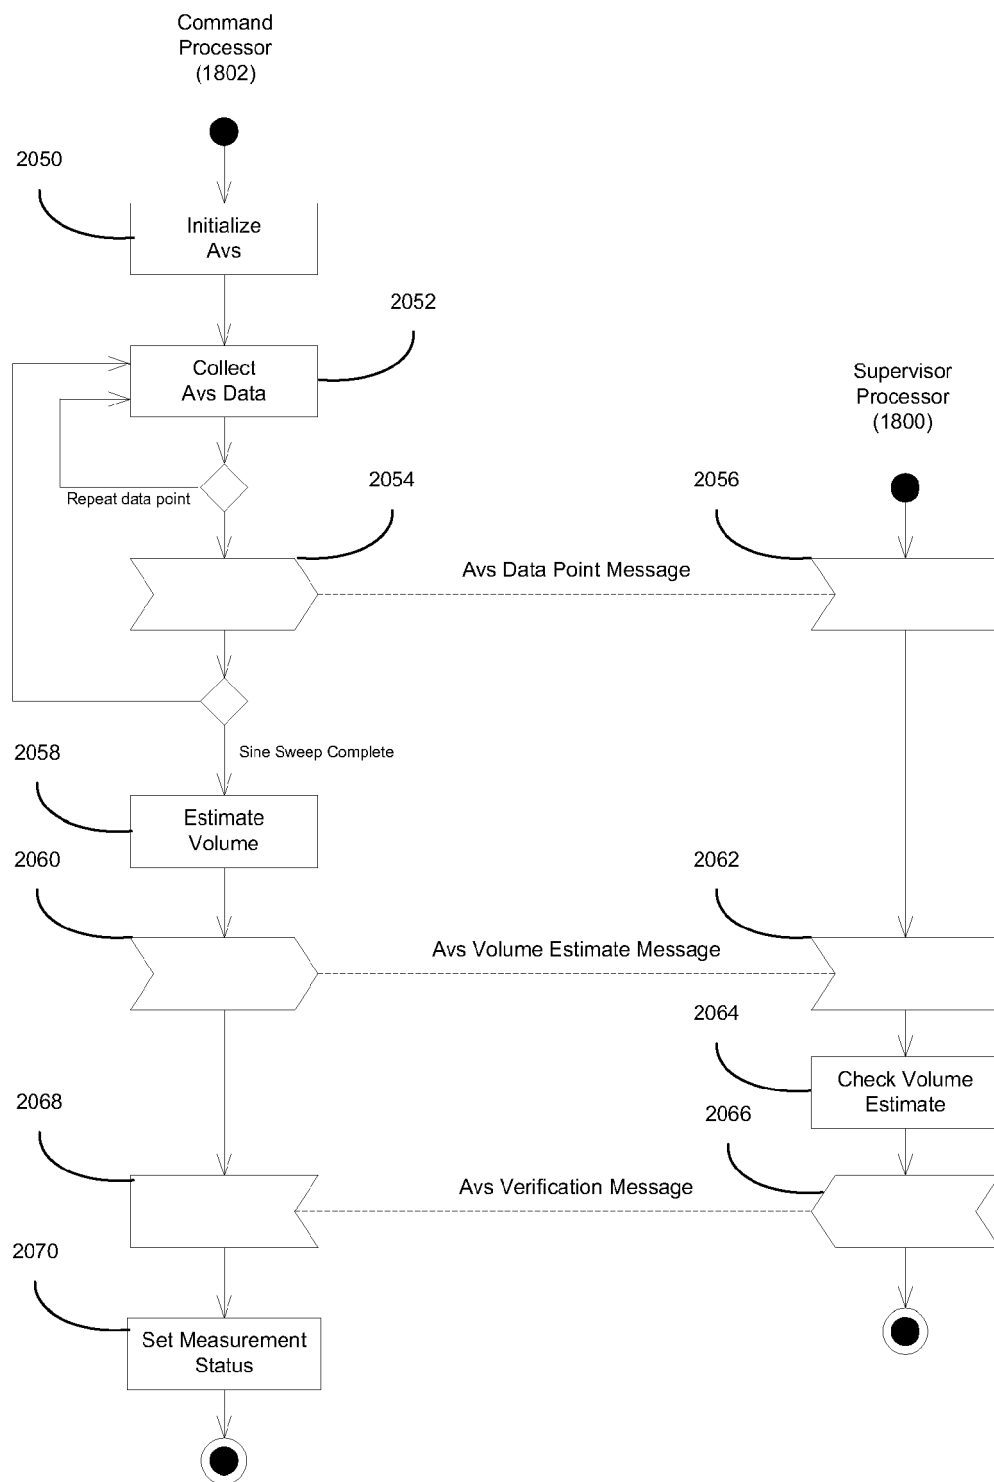 Command
Processor
(1802)
2050
Initialize
Avs
2052
Collect
Avs Data
Supervisor
Processor
(1800)
Repeat data point
2054
2056
Avs Data Point Message
Sine Sweep Complete
2058
Estimate
Volume
2060
2062
Avs Volume Estimate Message
2064
Check Volume
Estimate
2068
2066
Avs Verification Message
2070
Set Measurement
Status